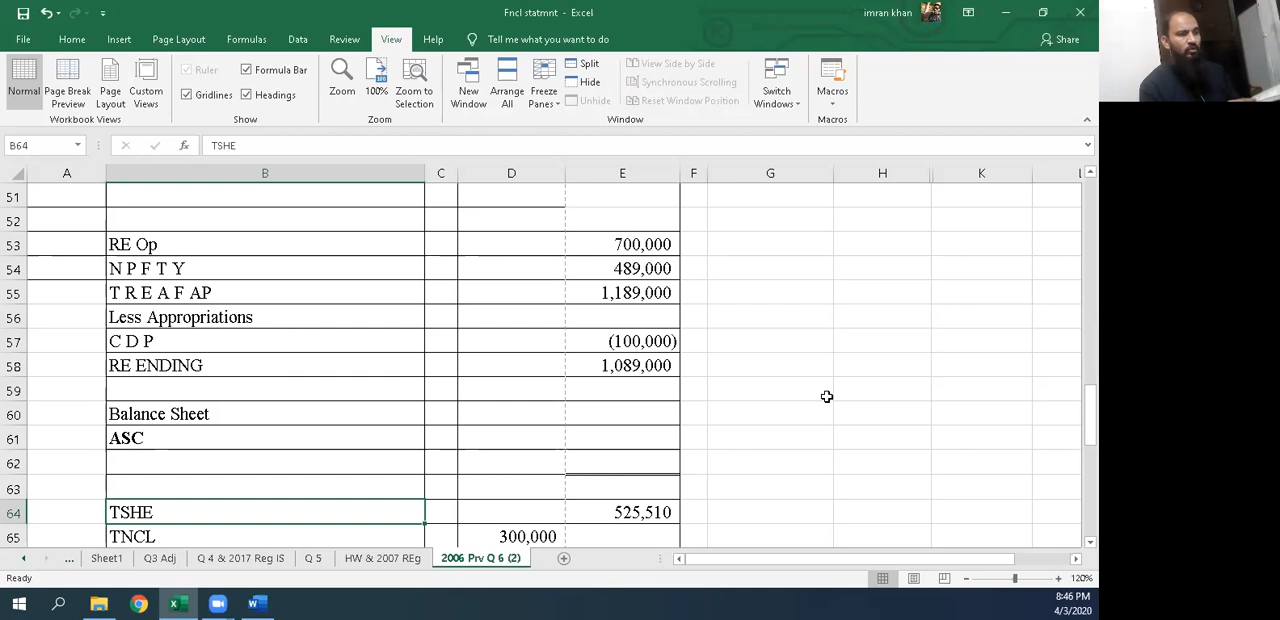 Fncl statmnt - Excel
imran khan
File Home Insert Page Layout Formulas Data Review View Help Tell me what you want to do Share
Normal
Page Break Preview
Page Layout
Custom Views
Workbook Views
Ruler
Formula Bar
Gridlines
Headings
Show
Zoom
100%
Zoom to Selection
Zoom
New Window
Arrange All
Freeze Panes
Split
Hide
Unhide
View Side by Side
Synchronous Scrolling
Reset Window Position
Window
Switch Windows
Macros
Macros
B64 fx TSHE
A B C D E F G H K
51
52
53 RE Op 700,000
54 N P F T Y 489,000
55 T R E A F AP 1,189,000
56 Less Appropriations
57 C D P (100,000)
58 RE ENDING 1,089,000
59
60 Balance Sheet
61 ASC
62
63
64 TSHE 525,510
65 TNCL 300,000
... Sheet1 Q3 Adj Q 4 & 2017 Reg IS Q 5 HW & 2007 REg 2006 Prv Q 6 (2)
Ready 120%
8:46 PM
4/3/2020